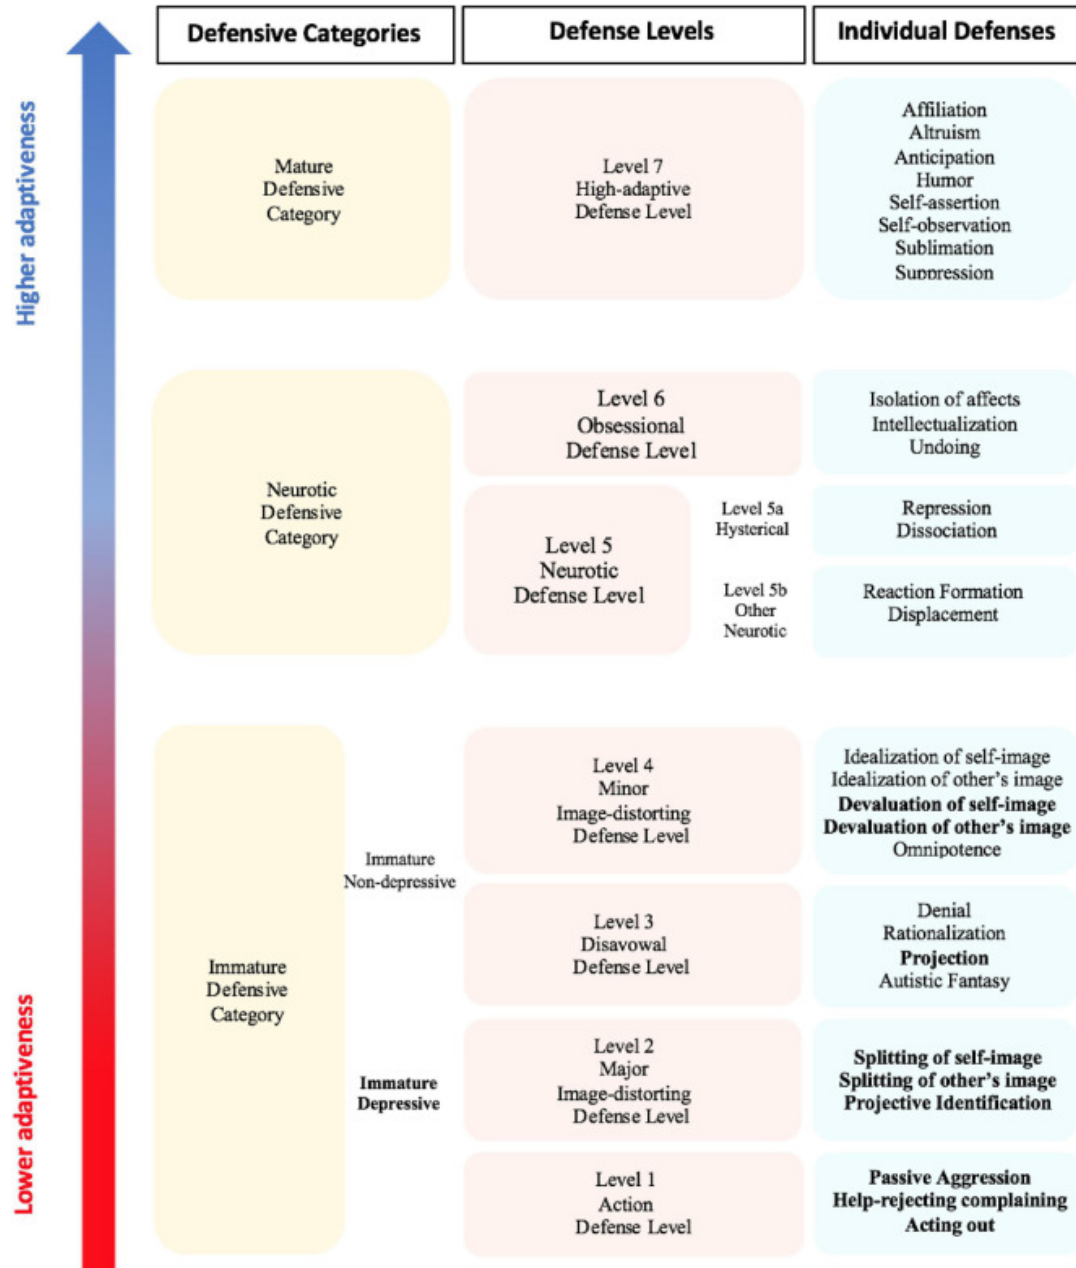 Defensive Categories
Defense Levels
Individual Defenses
Higher adaptiveness
Mature
Defensive
Category
Level 7
High-adaptive
Defense Level
Affiliation
Altruism
Anticipation
Humor
Self-assertion
Self-observation
Sublimation
Suppression
Neurotic
Defensive
Category
Level 6
Obsessional
Defense Level
Isolation of affects
Intellectualization
Undoing
Level 5
Neurotic
Defense Level
Level 5a
Hysterical
Repression
Dissociation
Level 5b
Other
Neurotic
Reaction Formation
Displacement
Lower adaptiveness
Immature
Defensive
Category
Immature
Non-depressive
Level 4
Minor
Image-distorting
Defense Level
Idealization of self-image
Idealization of other's image
Devaluation of self-image
Devaluation of other's image
Omnipotence
Level 3
Disavowal
Defense Level
Denial
Rationalization
Projection
Autistic Fantasy
Immature
Depressive
Level 2
Major
Image-distorting
Defense Level
Splitting of self-image
Splitting of other's image
Projective Identification
Level 1
Action
Defense Level
Passive Aggression
Help-rejecting complaining
Acting out